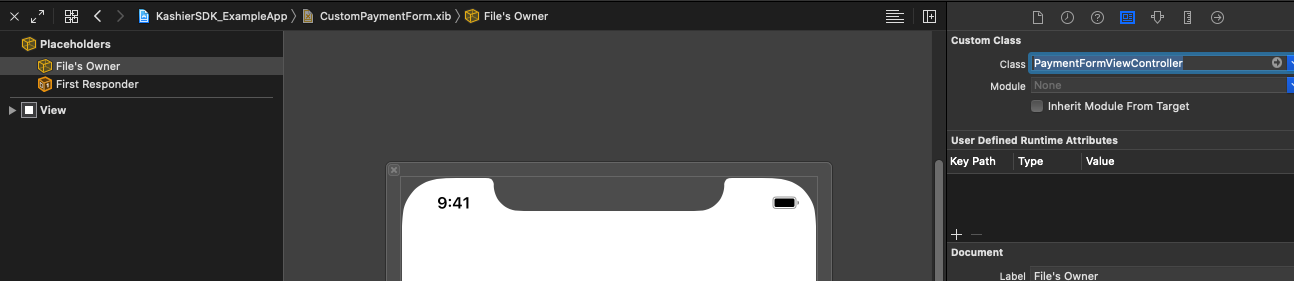 KashierSDK_ExampleApp 〉 CustomPaymentForm.xib 〉 File's Owner
Placeholders
File's Owner
First Responder
View
9:41
Custom Class
Class PaymentFormViewController
Module None
Inherit Module From Target
User Defined Runtime Attributes
Key Path Type Value
Document
Label File's Owner